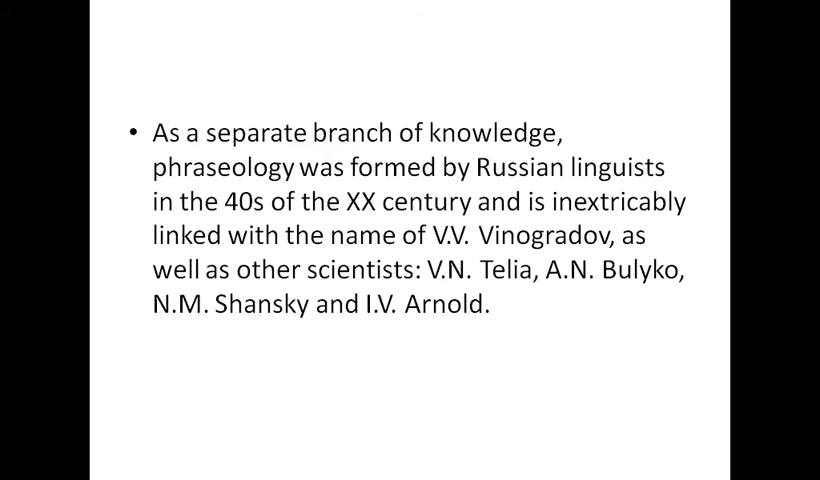 • As a separate branch of knowledge,
phraseology was formed by Russian linguists
in the 40s of the XX century and is inextricably
linked with the name of V.V. Vinogradov, as
well as other scientists: V.N. Telia, A.N. Bulyko,
N.M. Shansky and I.V. Arnold.